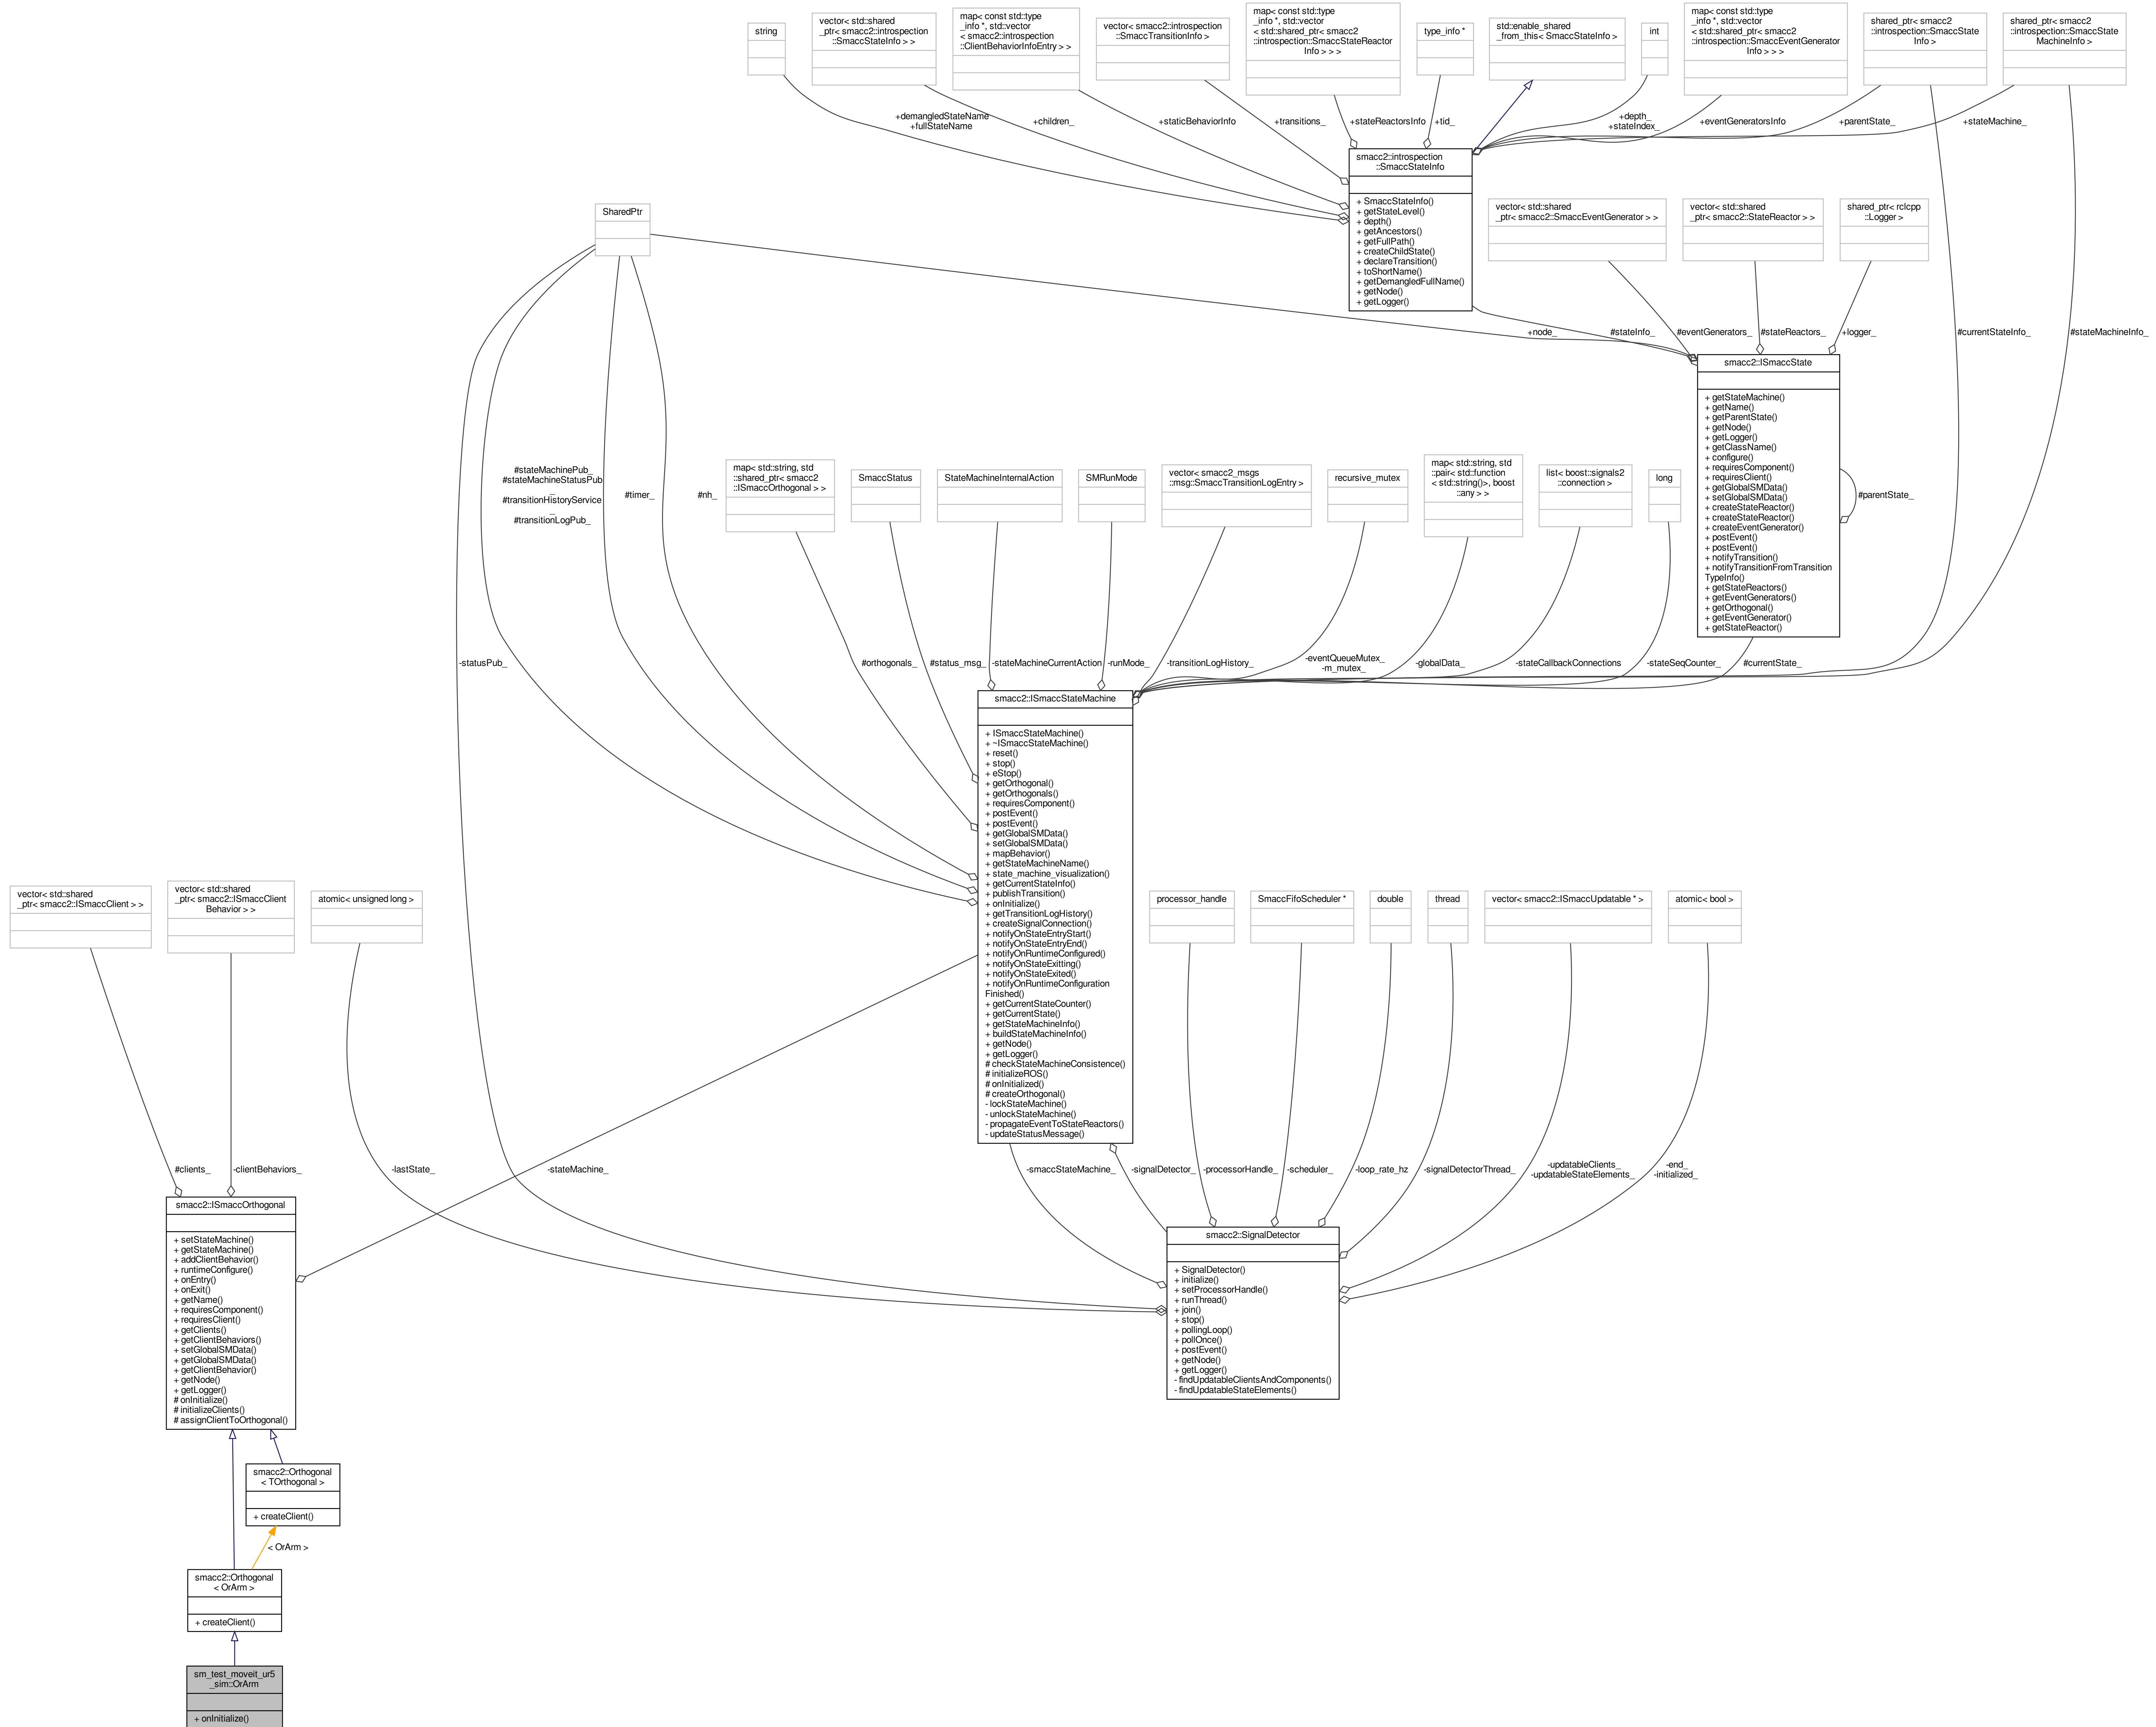 string
vector< std::shared
_ptr< smacc2::introspection
::SmaccStateInfo > >
map< const std::type
_info *, std::vector
< smacc2::introspection
::ClientBehaviorInfoEntry > >
vector< smacc2::introspection
::SmaccTransitionInfo >
map< const std::type
_info *, std::vector
< std::shared_ptr< smacc2
::introspection::SmaccStateReactor
Info > > >
type_info *
std::enable_shared
_from_this< SmaccStateInfo >
int
map< const std::type
_info *, std::vector
< std::shared_ptr< smacc2
::introspection::SmaccEventGenerator
Info > > >
shared_ptr< smacc2
::introspection::SmaccState
Info >
shared_ptr< smacc2
::introspection::SmaccState
MachineInfo >
+demangledStateName
+fullStateName
+children_
+staticBehaviorInfo
+transitions_
+stateReactorsInfo
+tid_
+depth_
+stateIndex_
+eventGeneratorsInfo
+parentState_
+stateMachine_
smacc2::introspection
::SmaccStateInfo
+ SmaccStateInfo()
+ getStateLevel()
+ depth()
+ getAncestors()
+ getFullPath()
+ createChildState()
+ declareTransition()
+ toShortName()
+ getDemangledFullName()
+ getNode()
+ getLogger()
SharedPtr
vector< std::shared
_ptr< smacc2::SmaccEventGenerator > >
vector< std::shared
_ptr< smacc2::StateReactor > >
shared_ptr< rclcpp
::Logger >
+node_
#stateInfo_
#eventGenerators_
#stateReactors_
+logger_
#currentStateInfo_
#stateMachineInfo_
smacc2::ISmaccState
+ getStateMachine()
+ getName()
+ getParentState()
+ getNode()
+ getLogger()
+ getClassName()
+ configure()
+ requiresComponent()
+ requiresClient()
+ getGlobalSMData()
+ setGlobalSMData()
+ createStateReactor()
+ createStateReactor()
+ createEventGenerator()
+ postEvent()
+ postEvent()
+ notifyTransition()
+ notifyTransitionFromTransition
TypeInfo()
+ getStateReactors()
+ getEventGenerators()
+ getOrthogonal()
+ getEventGenerator()
+ getStateReactor()
#parentState_
#stateMachinePub_
#stateMachineStatusPub
_
#transitionHistoryService
_
#transitionLogPub_
#timer_
#nh_
map< std::string, std
::shared_ptr< smacc2
::ISmaccOrthogonal > >
SmaccStatus
StateMachineInternalAction
SMRunMode
vector< smacc2_msgs
::msg::SmaccTransitionLogEntry >
recursive_mutex
map< std::string, std
::pair< std::function
< std::string()>, boost
::any > >
list< boost::signals2
::connection >
long
-statusPub_
#orthogonals_
#status_msg_
-stateMachineCurrentAction
-runMode_
-transitionLogHistory_
-eventQueueMutex_
-m_mutex_
-globalData_
-stateCallbackConnections
-stateSeqCounter_
#currentState_
smacc2::ISmaccStateMachine
+ ISmaccStateMachine()
+ ~ISmaccStateMachine()
+ reset()
+ stop()
+ eStop()
+ getOrthogonal()
+ getOrthogonals()
+ requiresComponent()
+ postEvent()
+ postEvent()
+ getGlobalSMData()
+ setGlobalSMData()
+ mapBehavior()
+ getStateMachineName()
+ state_machine_visualization()
+ getCurrentStateInfo()
+ publishTransition()
+ onInitialize()
+ getTransitionLogHistory()
+ createSignalConnection()
+ notifyOnStateEntryStart()
+ notifyOnStateEntryEnd()
+ notifyOnRuntimeConfigured()
+ notifyOnStateExitting()
+ notifyOnStateExited()
+ notifyOnRuntimeConfiguration
Finished()
+ getCurrentStateCounter()
+ getCurrentState()
+ getStateMachineInfo()
+ buildStateMachineInfo()
+ getNode()
+ getLogger()
# checkStateMachineConsistence()
# initializeROS()
# onInitialized()
# createOrthogonal()
- lockStateMachine()
- unlockStateMachine()
- propagateEventToStateReactors()
- updateStatusMessage()
vector< std::shared
_ptr< smacc2::ISmaccClient > >
vector< std::shared
_ptr< smacc2::ISmaccClient
Behavior > >
atomic< unsigned long >
processor_handle
SmaccFifoScheduler *
double
thread
vector< smacc2::ISmaccUpdatable * >
atomic< bool >
#clients_
-clientBehaviors_
-lastState_
-stateMachine_
-smaccStateMachine_
-signalDetector_
-processorHandle_
-scheduler_
-loop_rate_hz
-signalDetectorThread_
-updatableClients_
-updatableStateElements_
-end_
-initialized_
smacc2::ISmaccOrthogonal
+ setStateMachine()
+ getStateMachine()
+ addClientBehavior()
+ runtimeConfigure()
+ onEntry()
+ onExit()
+ getName()
+ requiresComponent()
+ requiresClient()
+ getClients()
+ getClientBehaviors()
+ setGlobalSMData()
+ getGlobalSMData()
+ getClientBehavior()
+ getNode()
+ getLogger()
# onInitialize()
# initializeClients()
# assignClientToOrthogonal()
smacc2::SignalDetector
+ SignalDetector()
+ initialize()
+ setProcessorHandle()
+ runThread()
+ join()
+ stop()
+ pollingLoop()
+ pollOnce()
+ postEvent()
+ getNode()
+ getLogger()
- findUpdatableClientsAndComponents()
- findUpdatableStateElements()
smacc2::Orthogonal
< TOrthogonal >
+ createClient()
< OrArm >
smacc2::Orthogonal
< OrArm >
+ createClient()
sm_test_moveit_ur5
_sim::OrArm
+ onInitialize()